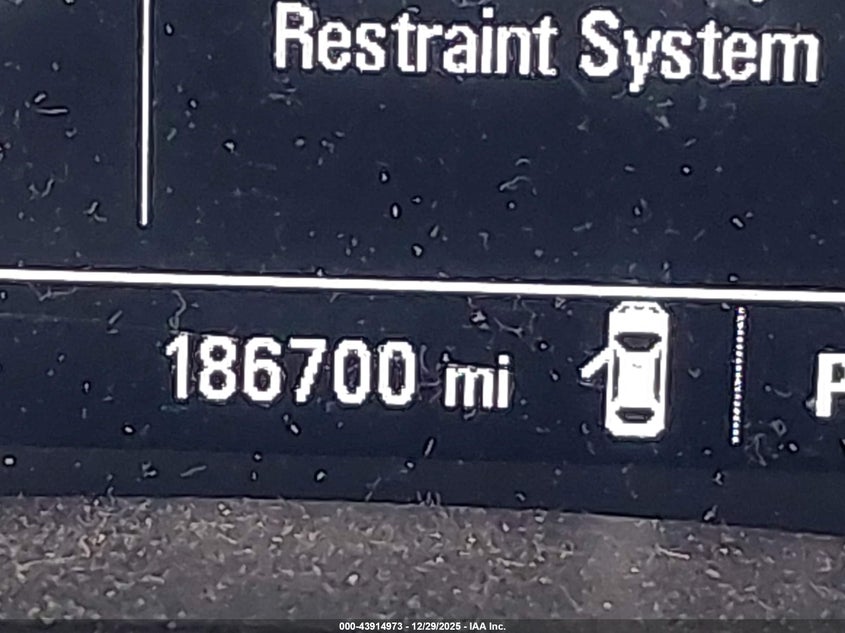 Restraint System
186700 mi
P
000-43914973 - 12/29/2025 - IAA Inc.